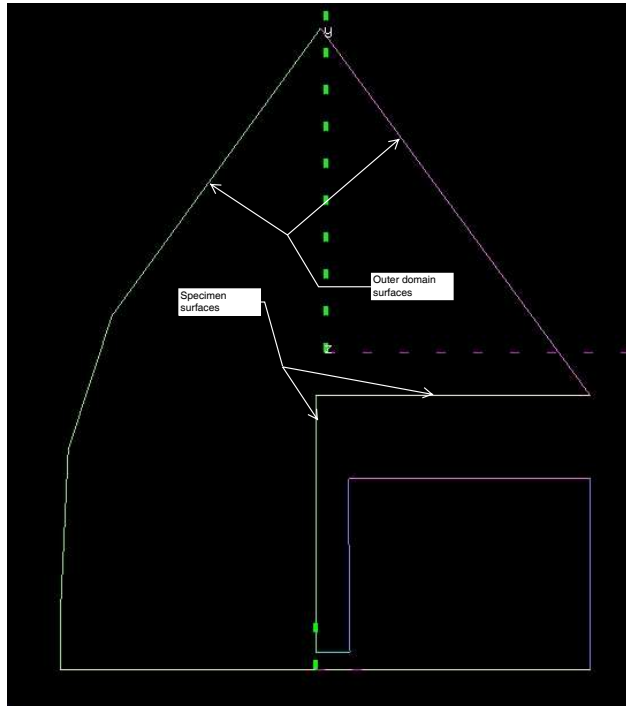 y
Outer domain
surfaces
Specimen
surfaces
z